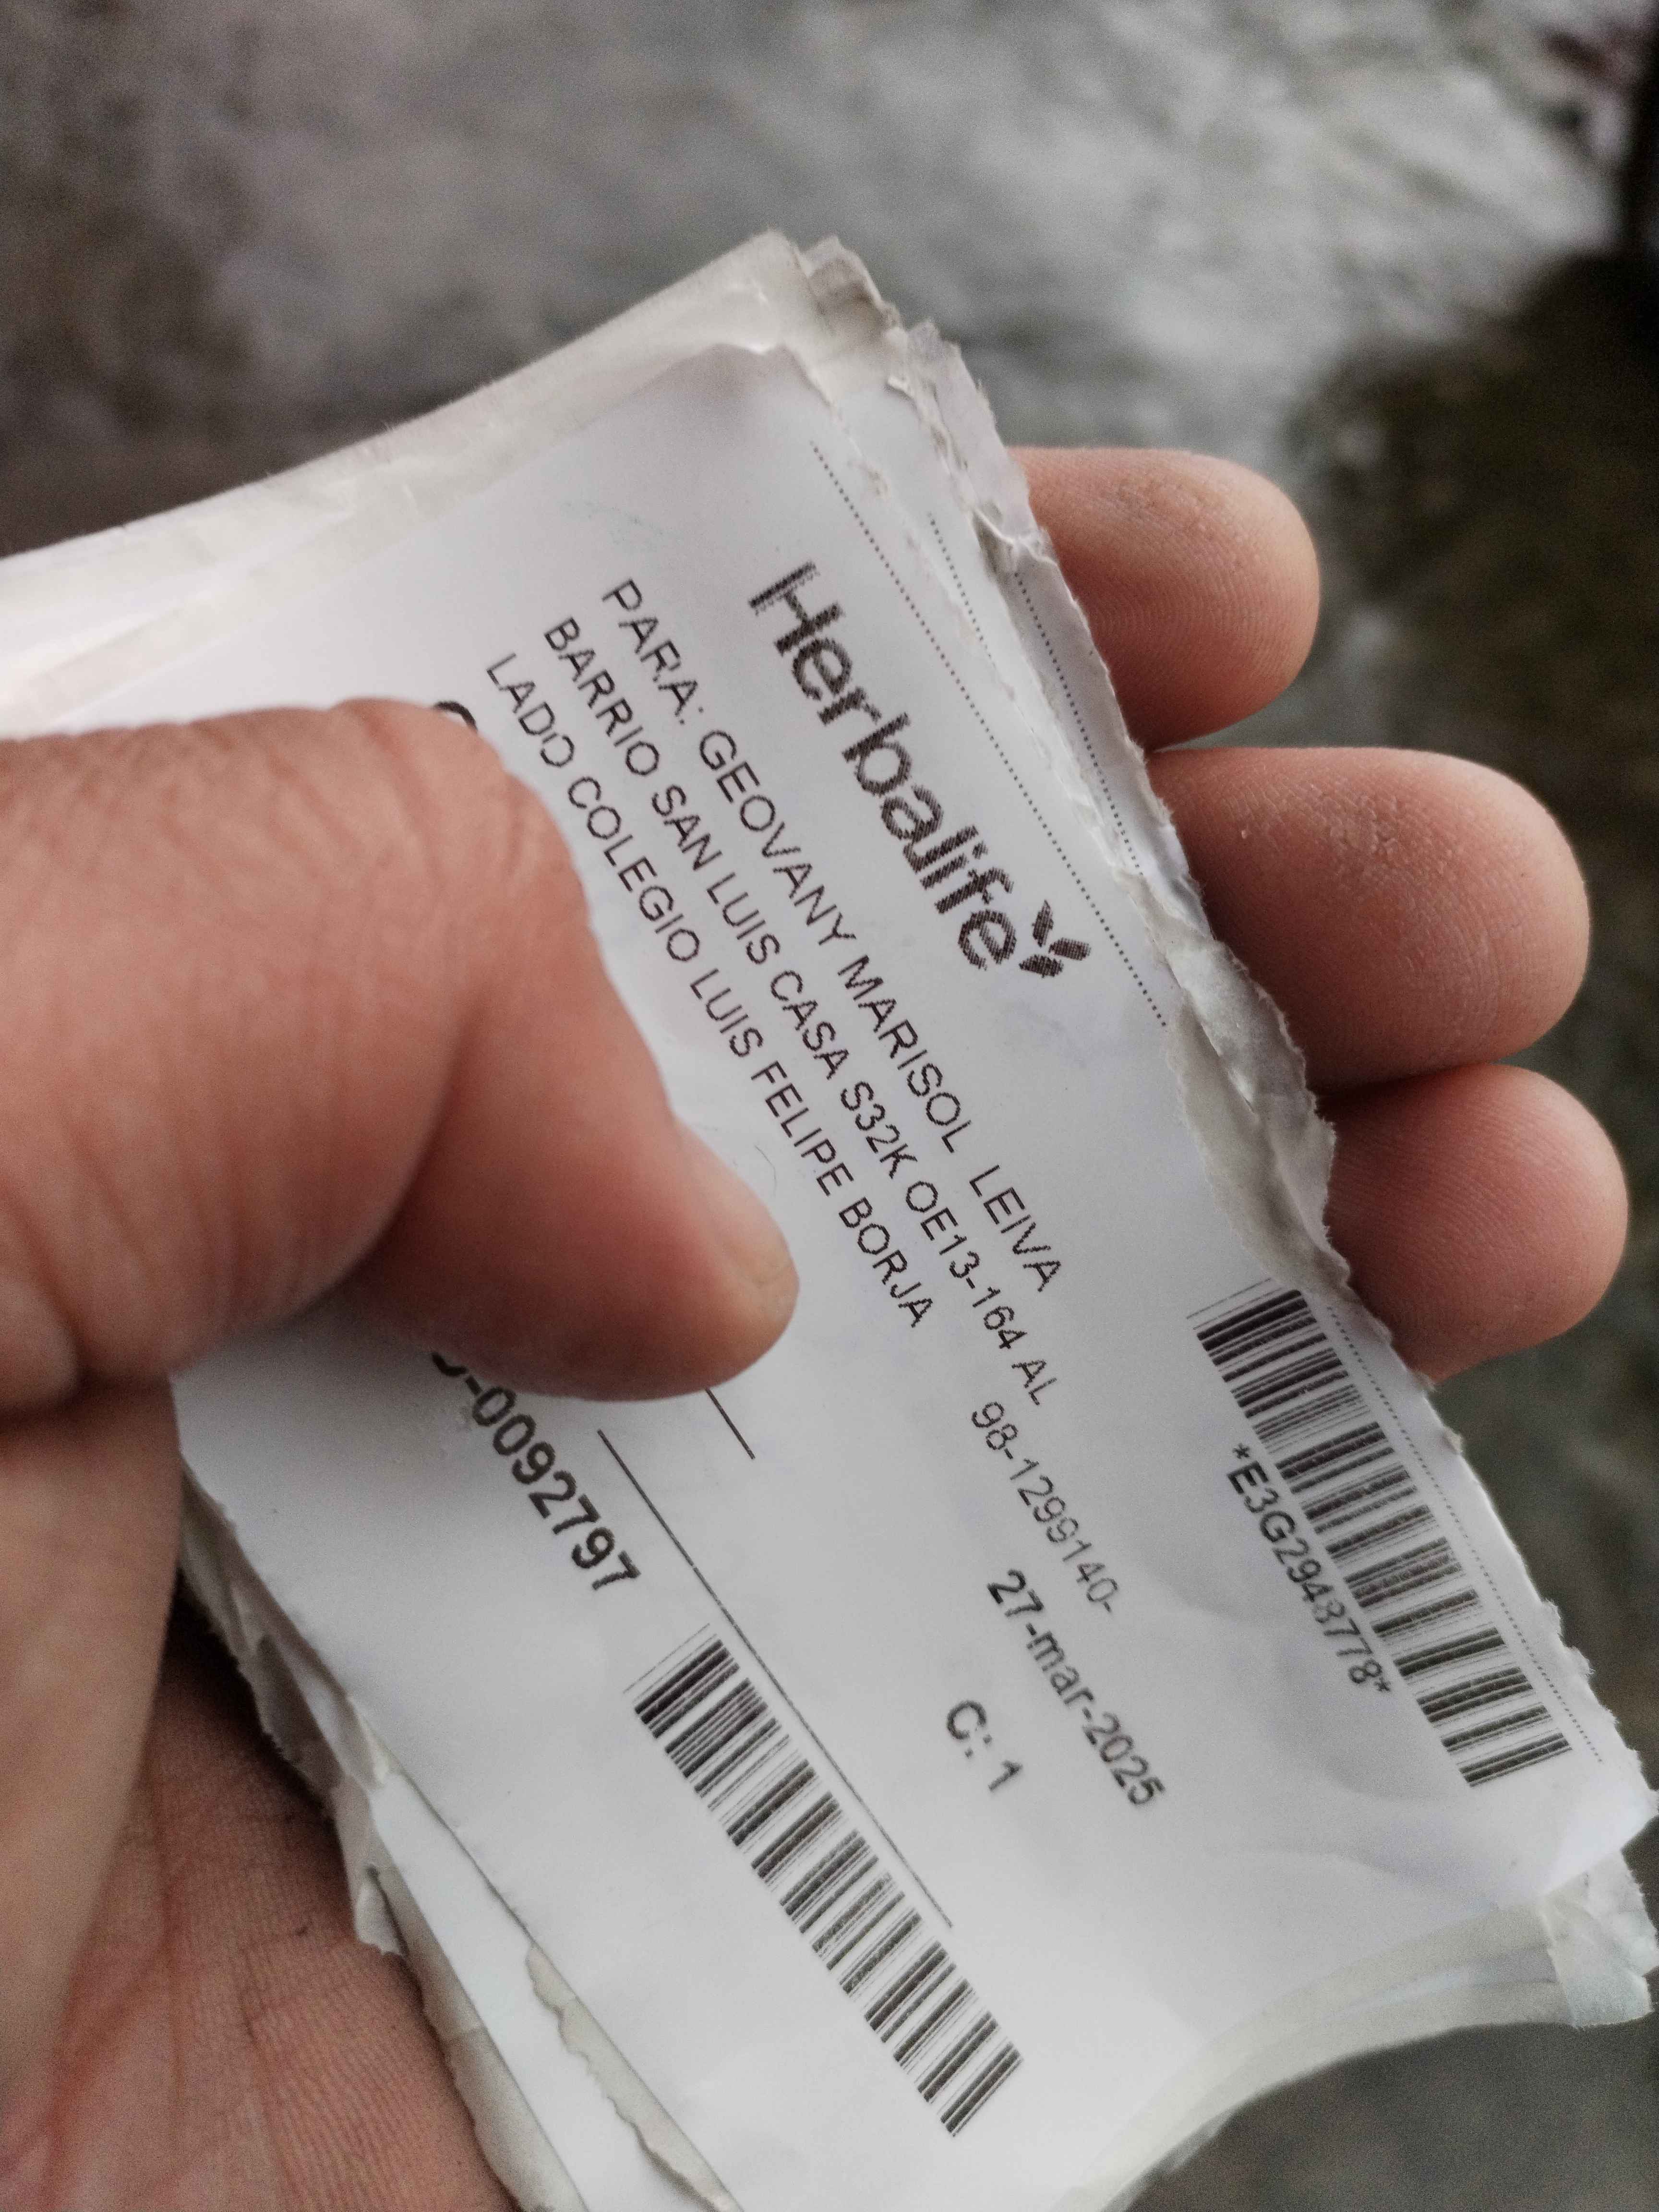 *E3G2948778*
Herbalife
PARA: GEOVANY MARISOL LEIVA
BARRIO SAN LUIS CASA S32K OE13-164 AL
LADO COLEGIO LUIS FELIPE BORJA
98-1299140-
27-mar-2025
C: 1
-0092797